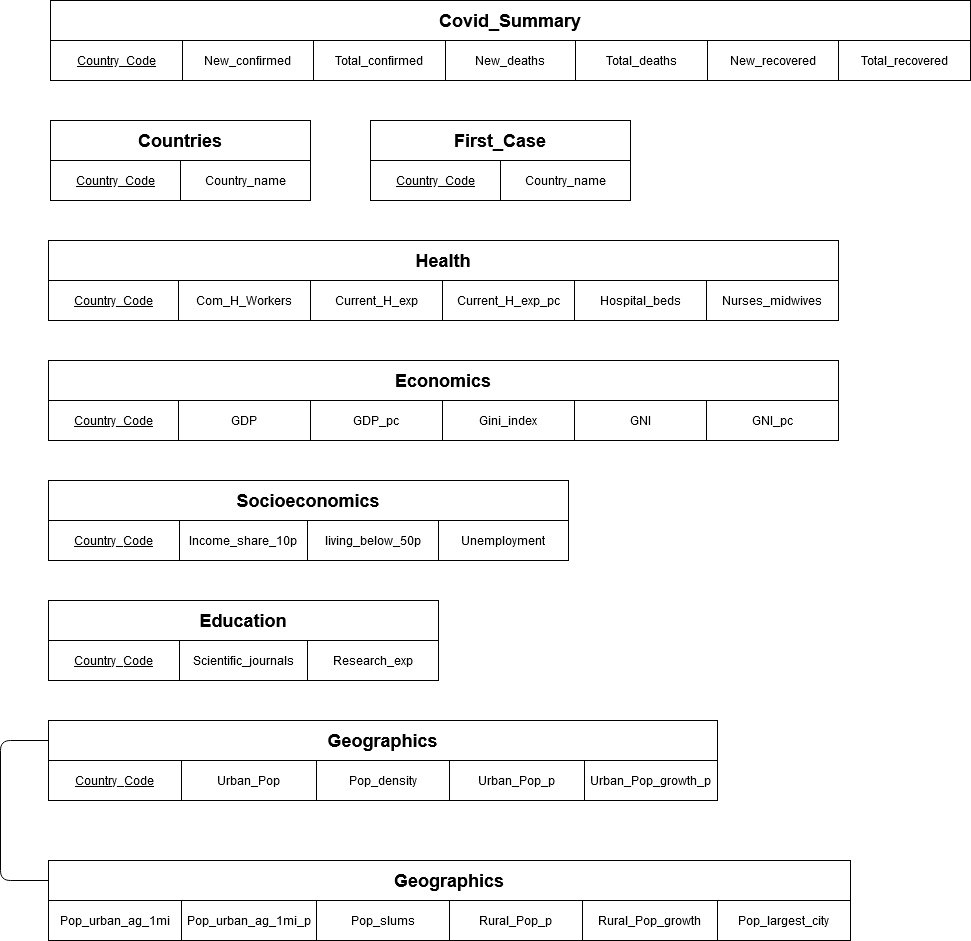 Covid_Summary
Country_Code New_confirmed Total_confirmed New_deaths Total_deaths New_recovered Total_recovered
Countries First_Case
Country_Code Country_name Country_Code Country_name
Health
Country_Code Com_H_Workers Current_H_exp Current_H_exp_pc Hospital_beds Nurses_midwives
Economics
Country_Code GDP GDP_pc Gini_index GNI GNI_pc
Socioeconomics
Country_Code Income_share_10p living_below_50p Unemployment
Education
Country_Code Scientific_journals Research_exp
Geographics
Country_Code Urban_Pop Pop_density Urban_Pop_p Urban_Pop_growth_p
Geographics
Pop_urban_ag_1mi Pop_urban_ag_1mi_p Pop_slums Rural_Pop_p Rural_Pop_growth Pop_largest_city